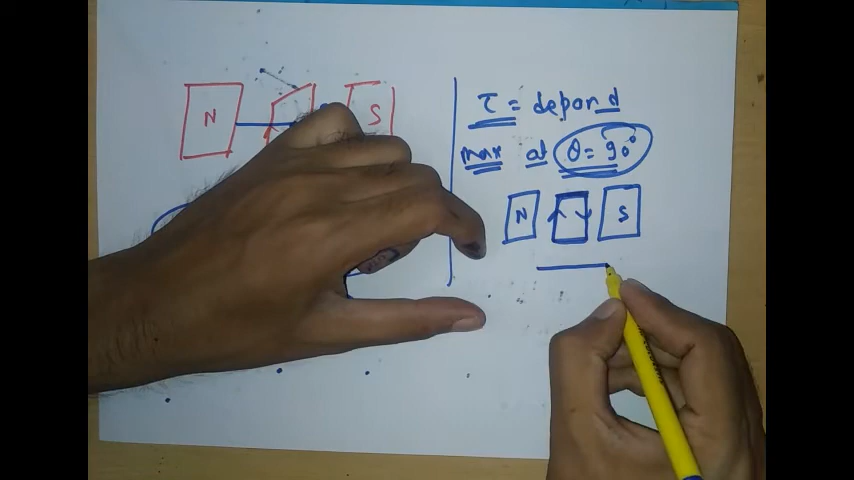 N S
τ = depend
max at θ = 90°
N S